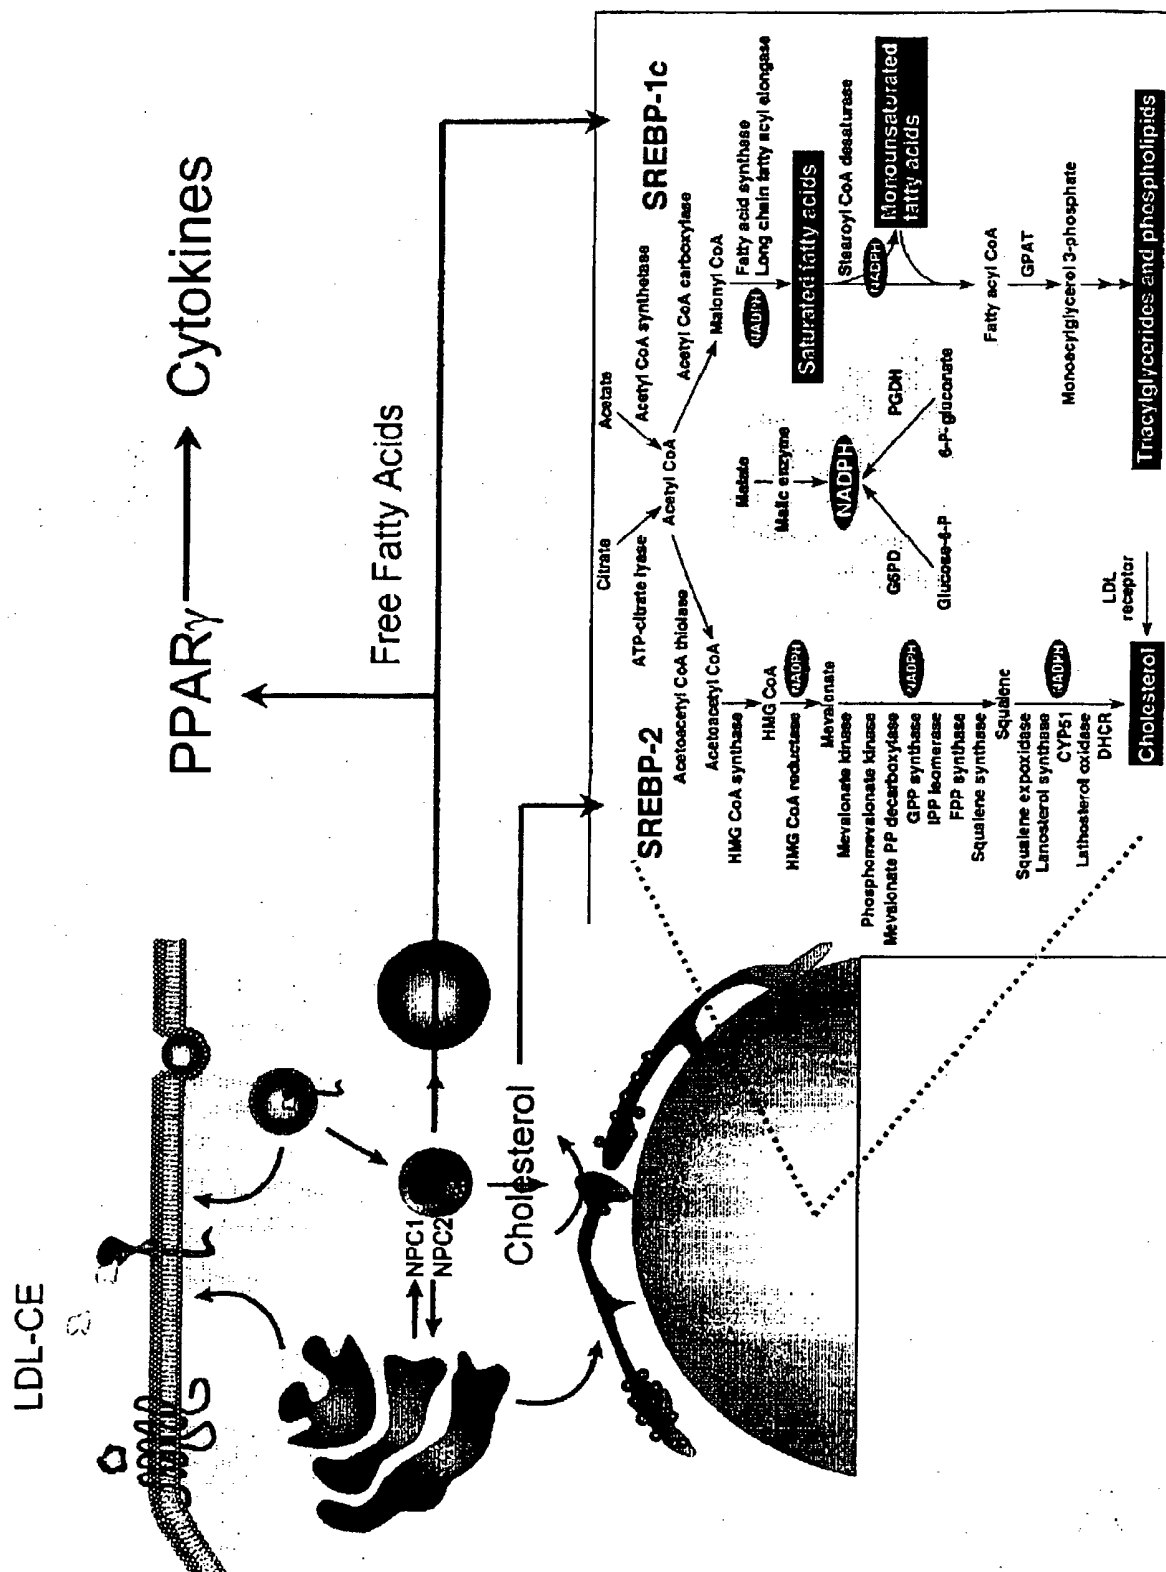 LDL-CE
PPARγ
Cytokines
Free Fatty Acids
NPC1
NPC2
Cholesterol
SREBP-2
SREBP-1c
Citrate
Acetate
ATP-citrate lyase
Acetyl CoA synthetase
Acetyl CoA
Acetoacetyl CoA thiolase
Acetyl CoA carboxylase
Acetoacetyl CoA
Malonyl CoA
HMG CoA synthase
HMG CoA
HMG CoA reductase
NADPH
Mevalonate
Mevalonate kinase
Phosphomevalonate kinase
Mevalonate PP decarboxylase
GPP synthase
NADPH
IPP isomerase
FPP synthase
Squalene synthase
Squalene
Squalene expoxidase
Lanosterol synthase
CYP51
NADPH
Lathosterol oxidase
DHCR
Cholesterol
LDL
receptor
Malate
Malic enzyme
NADPH
G6PD
PGDH
Glucose-6-P
6-P-gluconate
NADPH
Fatty acid synthase
Long chain fatty acyl elongase
Saturated fatty acids
Stearoyl CoA desaturase
NADPH
Monounsaturated
fatty acids
Fatty acyl CoA
GPAT
Monoacylglycerol 3-phosphate
Triacylglycerides and phospholipids